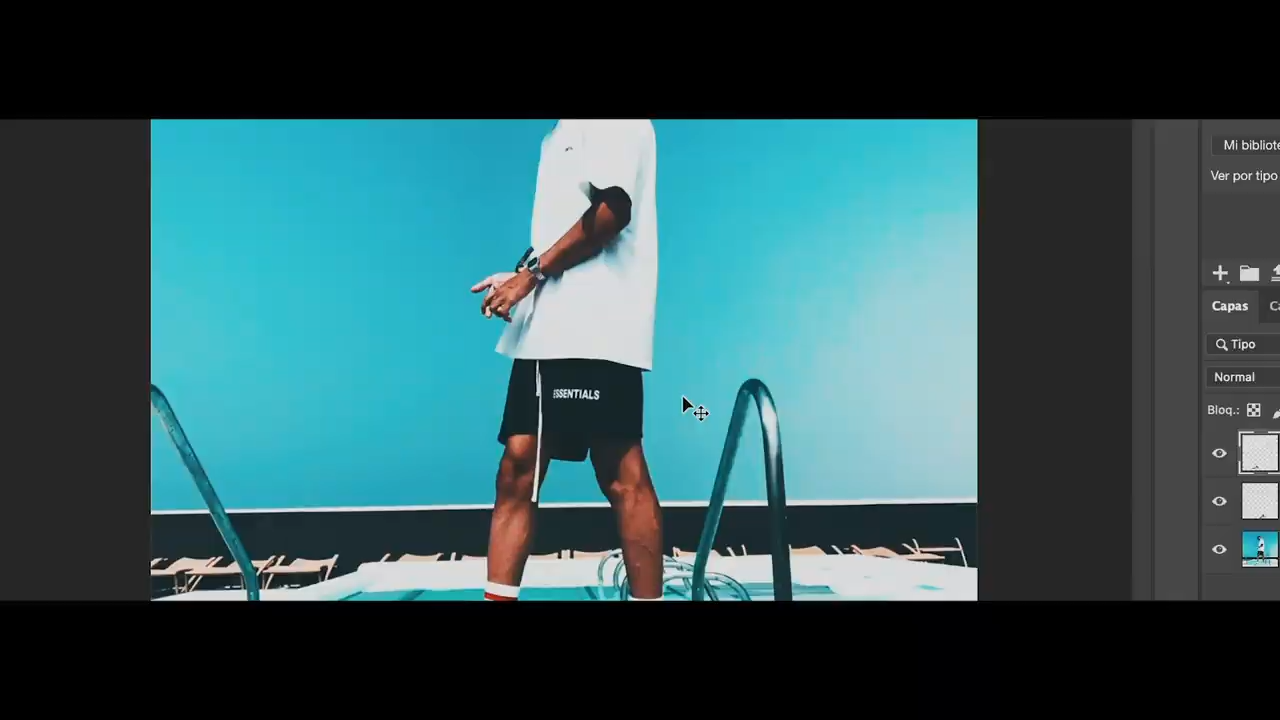 Mi bibliote
Ver por tipo
Capas
Tipo
Normal
Bloq.:
ESSENTIALS